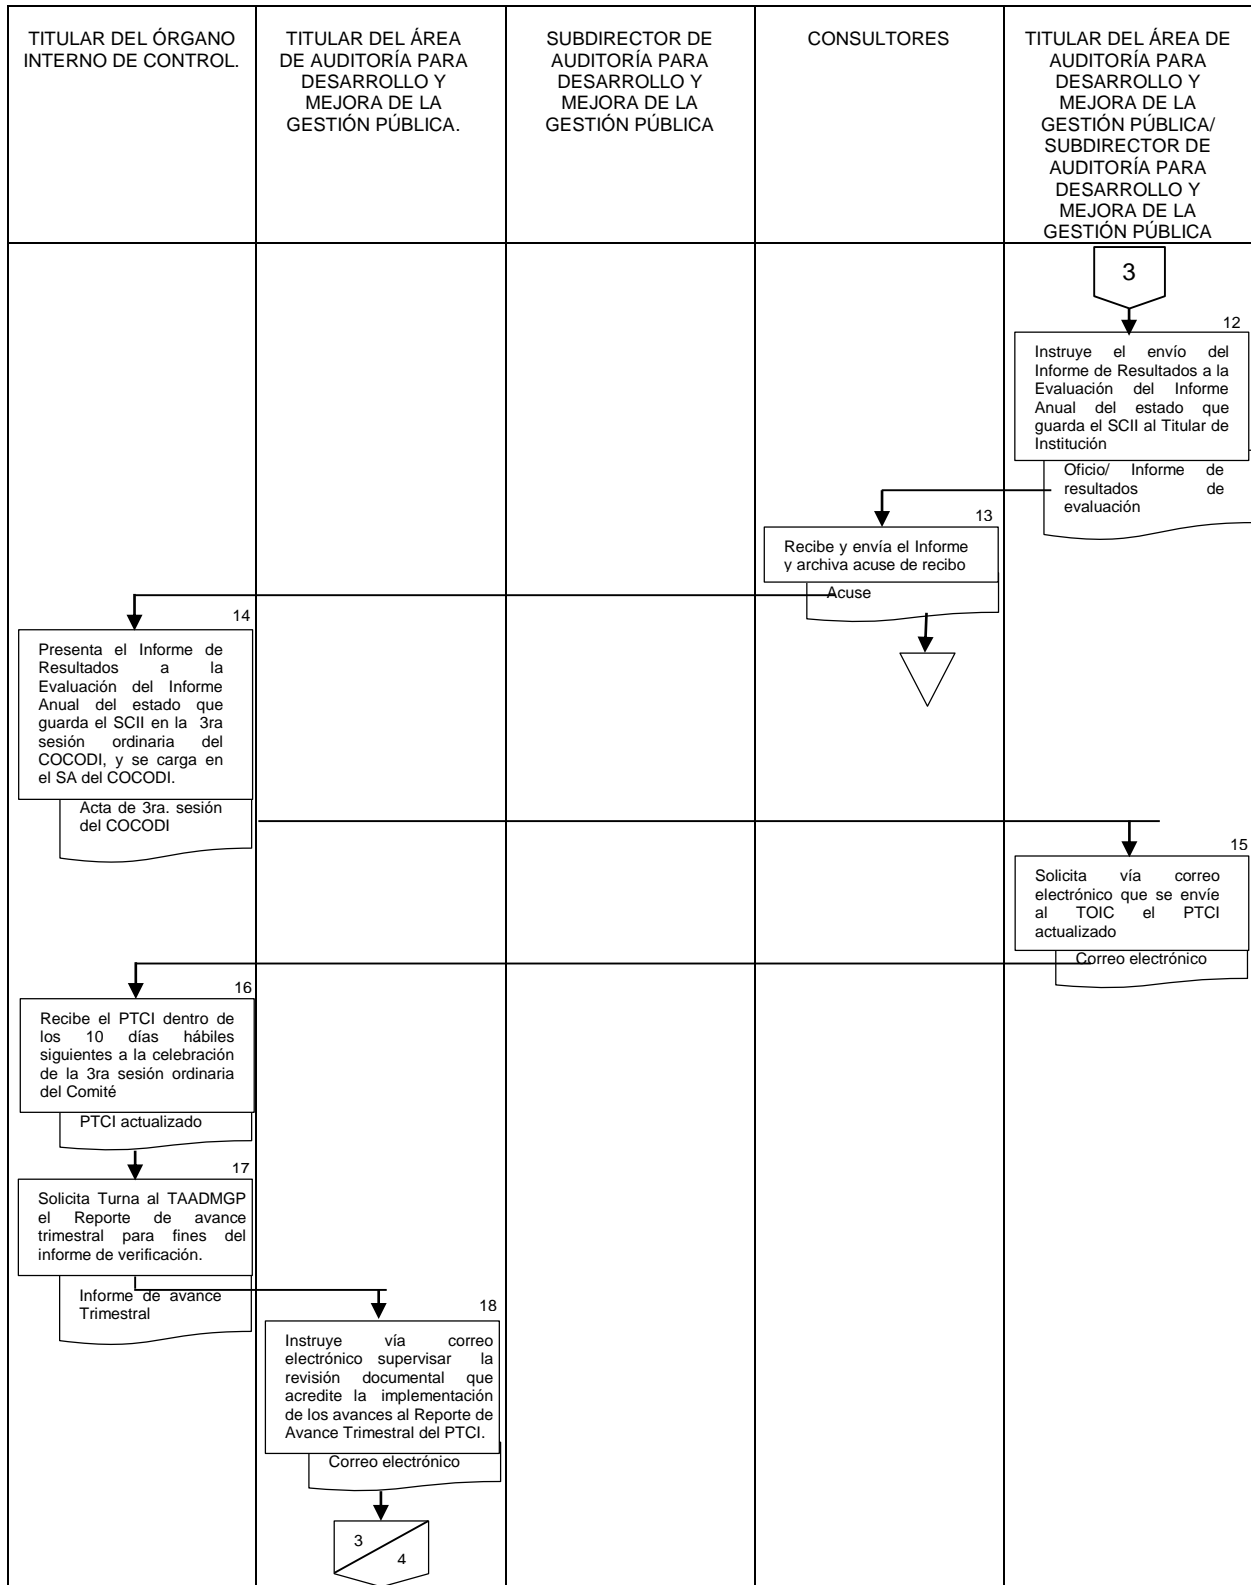 TITULAR DEL ÓRGANO
INTERNO DE CONTROL.
TITULAR DEL ÁREA
DE AUDITORÍA PARA
DESARROLLO Y
MEJORA DE LA
GESTIÓN PÚBLICA.
SUBDIRECTOR DE
AUDITORÍA PARA
DESARROLLO Y
MEJORA DE LA
GESTIÓN PÚBLICA
CONSULTORES
TITULAR DEL ÁREA DE
AUDITORÍA PARA
DESARROLLO Y
MEJORA DE LA
GESTIÓN PÚBLICA/
SUBDIRECTOR DE
AUDITORÍA PARA
DESARROLLO Y
MEJORA DE LA
GESTIÓN PÚBLICA
3
12
Instruye el envío del
Informe de Resultados a la
Evaluación del Informe
Anual del estado que
guarda el SCII al Titular de
Institución
Oficio/ Informe de
resultados de
evaluación
13
Recibe y envía el Informe
y archiva acuse de recibo
Acuse
14
Presenta el Informe de
Resultados a la
Evaluación del Informe
Anual del estado que
guarda el SCII en la 3ra
sesión ordinaria del
COCODI, y se carga en
el SA del COCODI.
Acta de 3ra. sesión
del COCODI
15
Solicita vía correo
electrónico que se envíe
al TOIC el PTCI
actualizado
Correo electrónico
16
Recibe el PTCI dentro de
los 10 días hábiles
siguientes a la celebración
de la 3ra sesión ordinaria
del Comité
PTCI actualizado
17
Solicita Turna al TAADMGP
el Reporte de avance
trimestral para fines del
informe de verificación.
Informe de avance
Trimestral
18
Instruye vía correo
electrónico supervisar la
revisión documental que
acredite la implementación
de los avances al Reporte de
Avance Trimestral del PTCI.
Correo electrónico
3
4